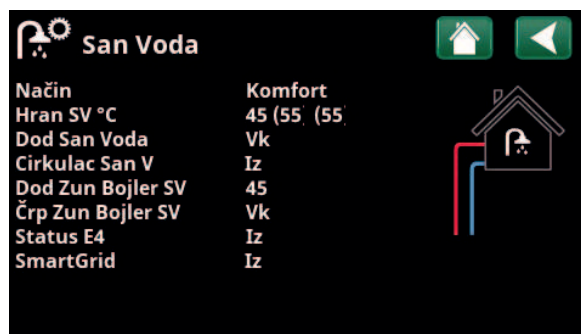 San Voda
Način Komfort
Hran SV °C 45 (55) (55)
Dod San Voda Vk
Cirkulac San V Iz
Dod Zun Bojler SV 45
Črp Zun Bojler SV Vk
Status E4 Iz
SmartGrid Iz